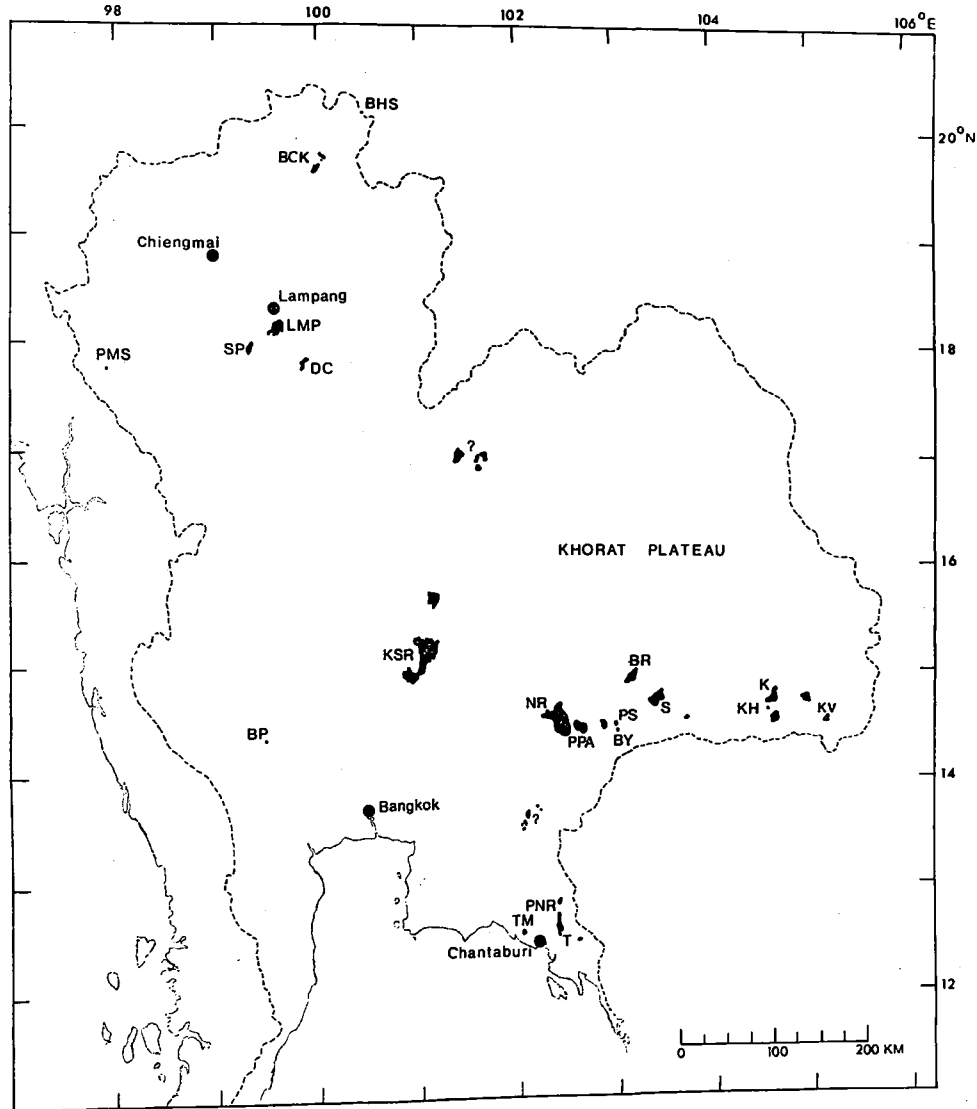 98 100 102 104 106°E
BHS
20°N
BCK
Chiengmai
Lampang
LMP
SP
PMS
DC
18
?
KHORAT PLATEAU
16
KSR
BR
K
NR
PS
S
KH
KV
BP
PPA
BY
14
Bangkok
?
PNR
TM
T
Chantaburi
12
0 100 200 KM